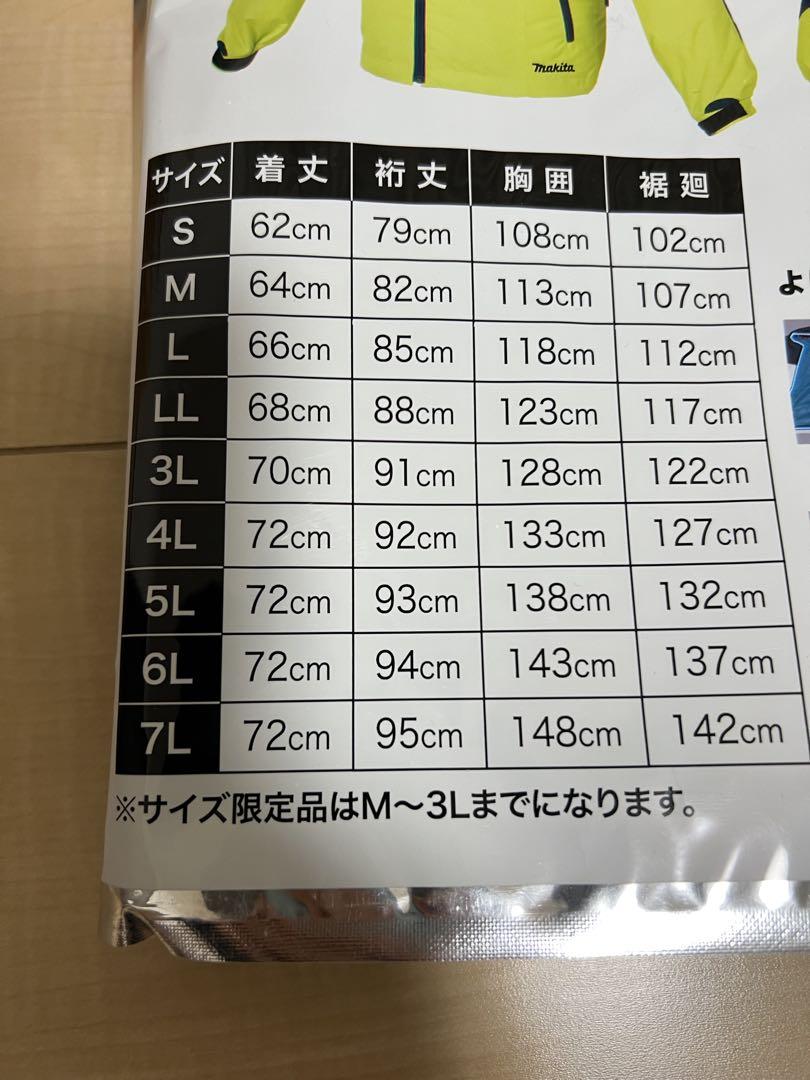 makita
サイズ 着丈 裄丈 胸囲 裾廻
S 62cm 79cm 108cm 102cm
M 64cm 82cm 113cm 107cm
L 66cm 85cm 118cm 112cm
LL 68cm 88cm 123cm 117cm
3L 70cm 91cm 128cm 122cm
4L 72cm 92cm 133cm 127cm
5L 72cm 93cm 138cm 132cm
6L 72cm 94cm 143cm 137cm
7L 72cm 95cm 148cm 142cm
よ
※サイズ限定品はM〜3Lまでになります。